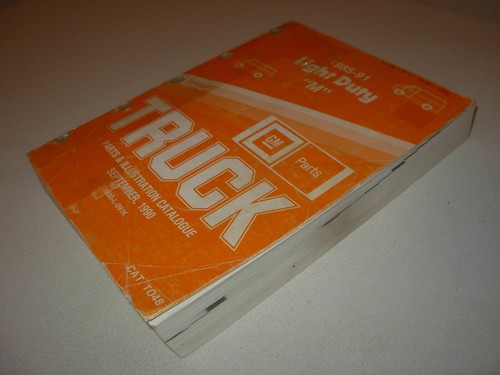 1985-91
Light Duty
"M"
GM
Parts
TRUCK
PARTS & ILLUSTRATION CATALOGUE
SEPTEMBER, 1990
CAT/TO48